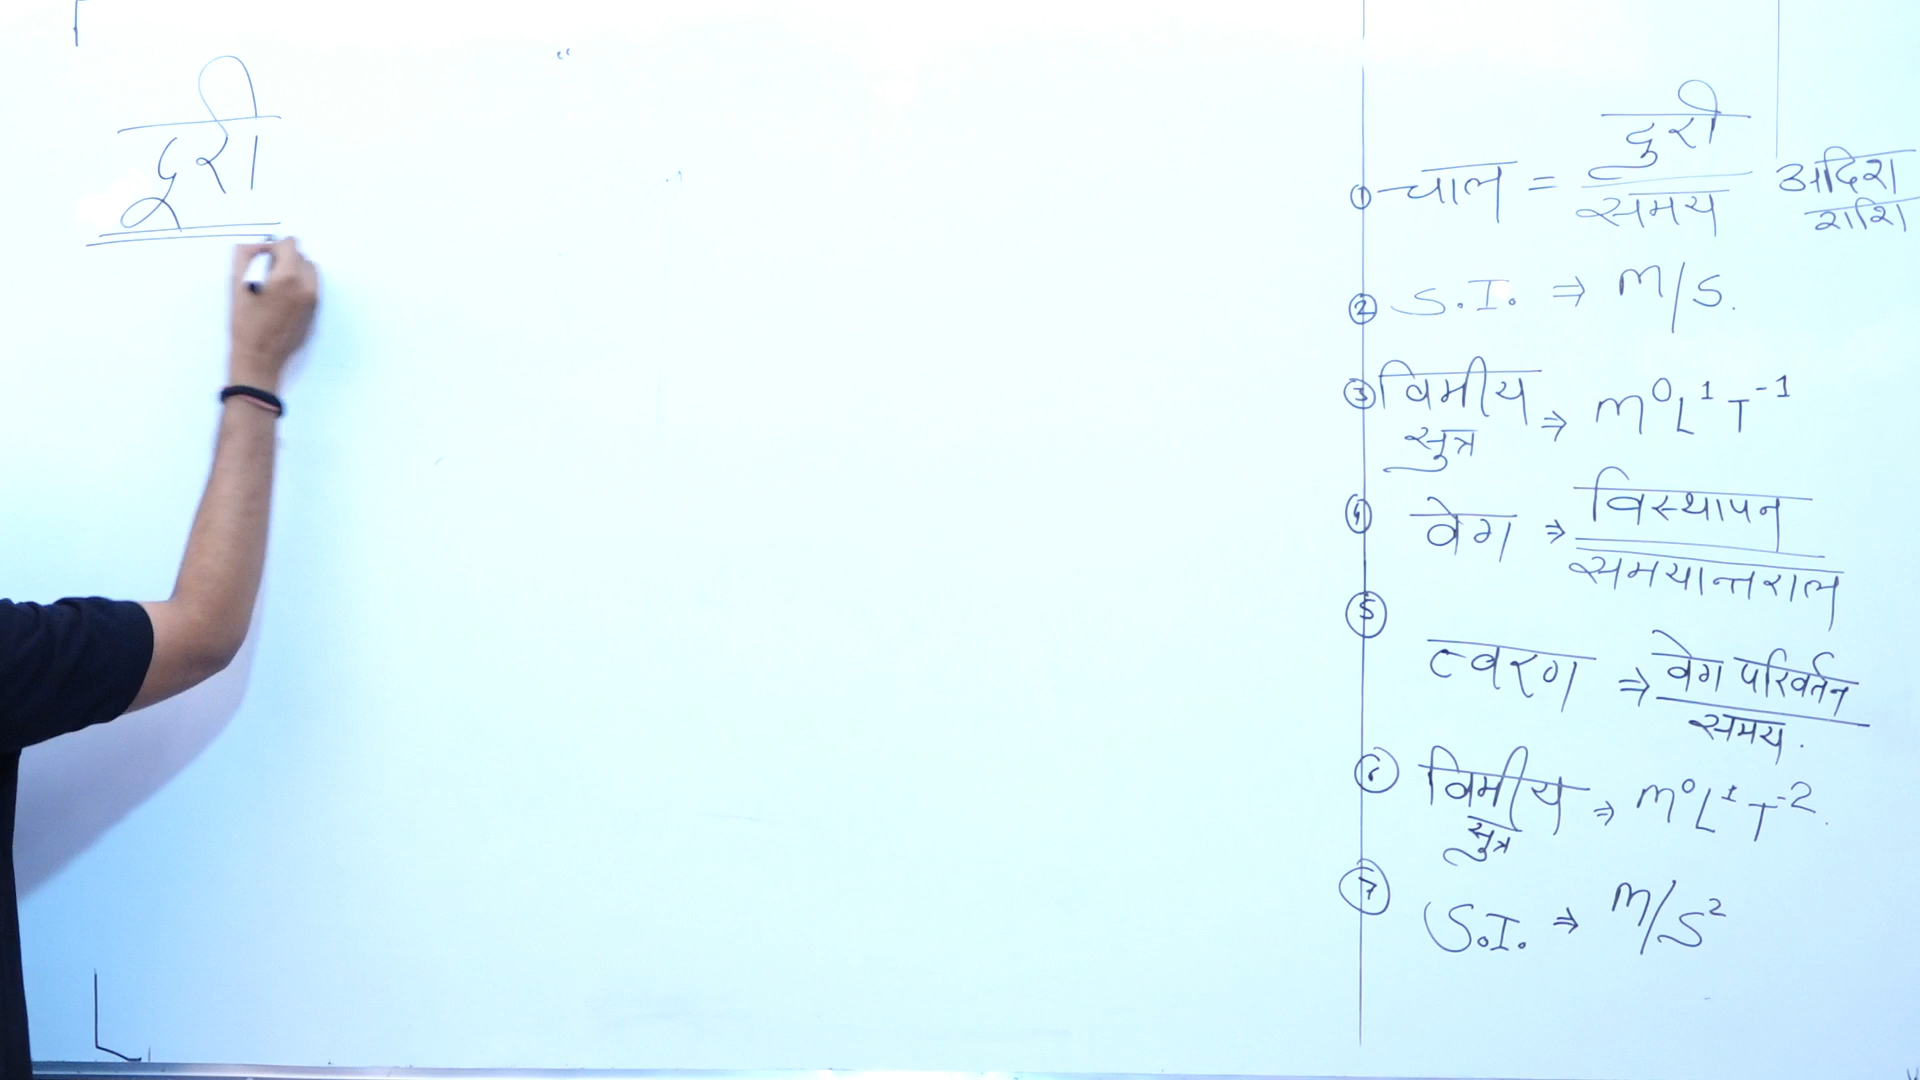 दूरी
① चाल = दुरी / समय अदिश राशि
② S.I. ⇒ m/s.
③ विमीय सुत्र ⇒ m⁰L¹T⁻¹
④ वेग ⇒ विस्थापन / समयान्तराल
⑤ त्वरण ⇒ वेग परिवर्तन / समय.
⑥ विमीय सुत्र ⇒ m⁰L¹T⁻².
⑦ S.I. ⇒ m/s²